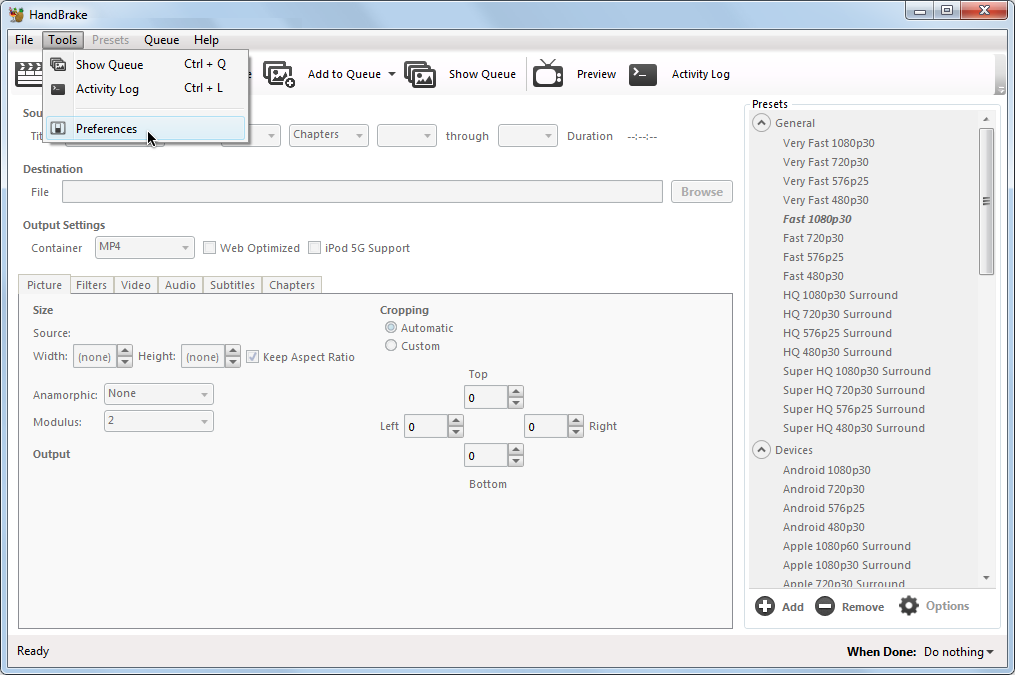 HandBrake
File Tools Presets Queue Help
Show Queue Ctrl + Q
Activity Log Ctrl + L
Preferences
Add to Queue Show Queue Preview Activity Log
Chapters through Duration --:--:--
Destination
File Browse
Output Settings
Container MP4 Web Optimized iPod 5G Support
Picture Filters Video Audio Subtitles Chapters
Size
Source:
Width: (none) Height: (none) Keep Aspect Ratio
Anamorphic: None
Modulus: 2
Output
Cropping
Automatic
Custom
Top
0
Left 0 0 Right
0
Bottom
Presets
General
Very Fast 1080p30
Very Fast 720p30
Very Fast 576p25
Very Fast 480p30
Fast 1080p30
Fast 720p30
Fast 576p25
Fast 480p30
HQ 1080p30 Surround
HQ 720p30 Surround
HQ 576p25 Surround
HQ 480p30 Surround
Super HQ 1080p30 Surround
Super HQ 720p30 Surround
Super HQ 576p25 Surround
Super HQ 480p30 Surround
Devices
Android 1080p30
Android 720p30
Android 576p25
Android 480p30
Apple 1080p60 Surround
Apple 1080p30 Surround
Apple 720p30 Surround
Add Remove Options
Ready When Done: Do nothing